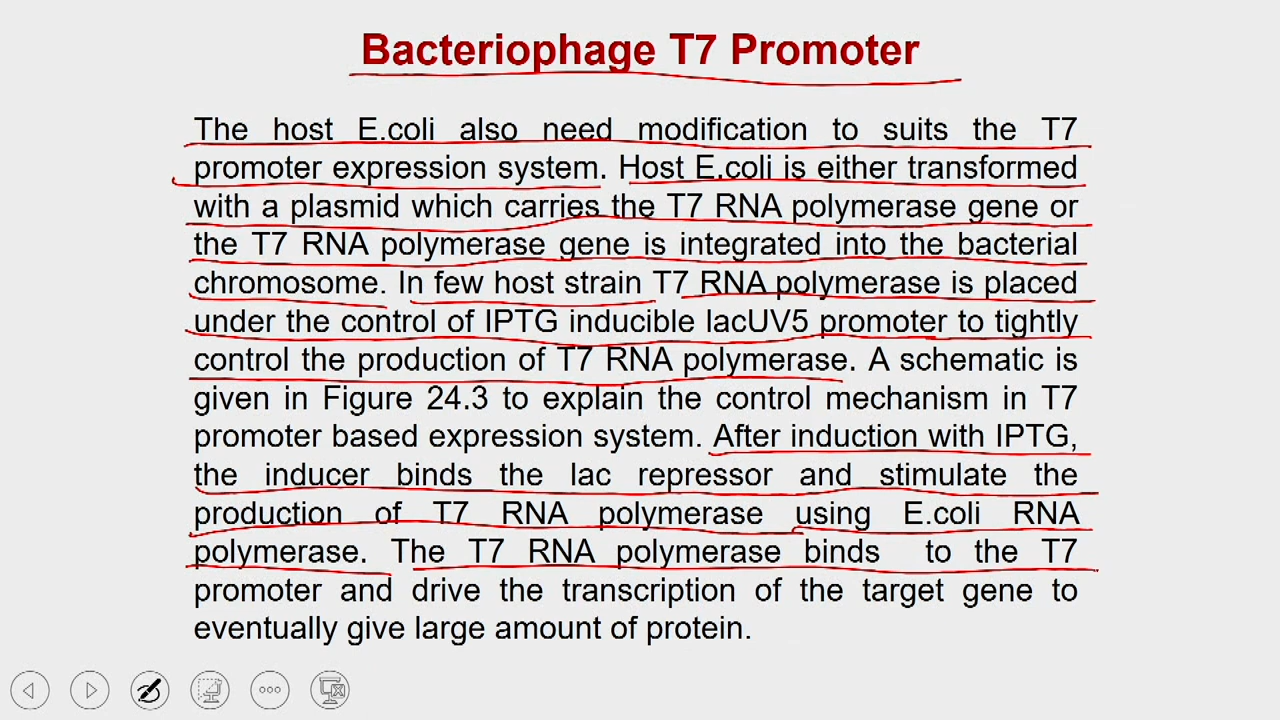 Bacteriophage T7 Promoter
The host E.coli also need modification to suits the T7
promoter expression system. Host E.coli is either transformed
with a plasmid which carries the T7 RNA polymerase gene or
the T7 RNA polymerase gene is integrated into the bacterial
chromosome. In few host strain T7 RNA polymerase is placed
under the control of IPTG inducible lacUV5 promoter to tightly
control the production of T7 RNA polymerase. A schematic is
given in Figure 24.3 to explain the control mechanism in T7
promoter based expression system. After induction with IPTG,
the inducer binds the lac repressor and stimulate the
production of T7 RNA polymerase using E.coli RNA
polymerase. The T7 RNA polymerase binds to the T7
promoter and drive the transcription of the target gene to
eventually give large amount of protein.